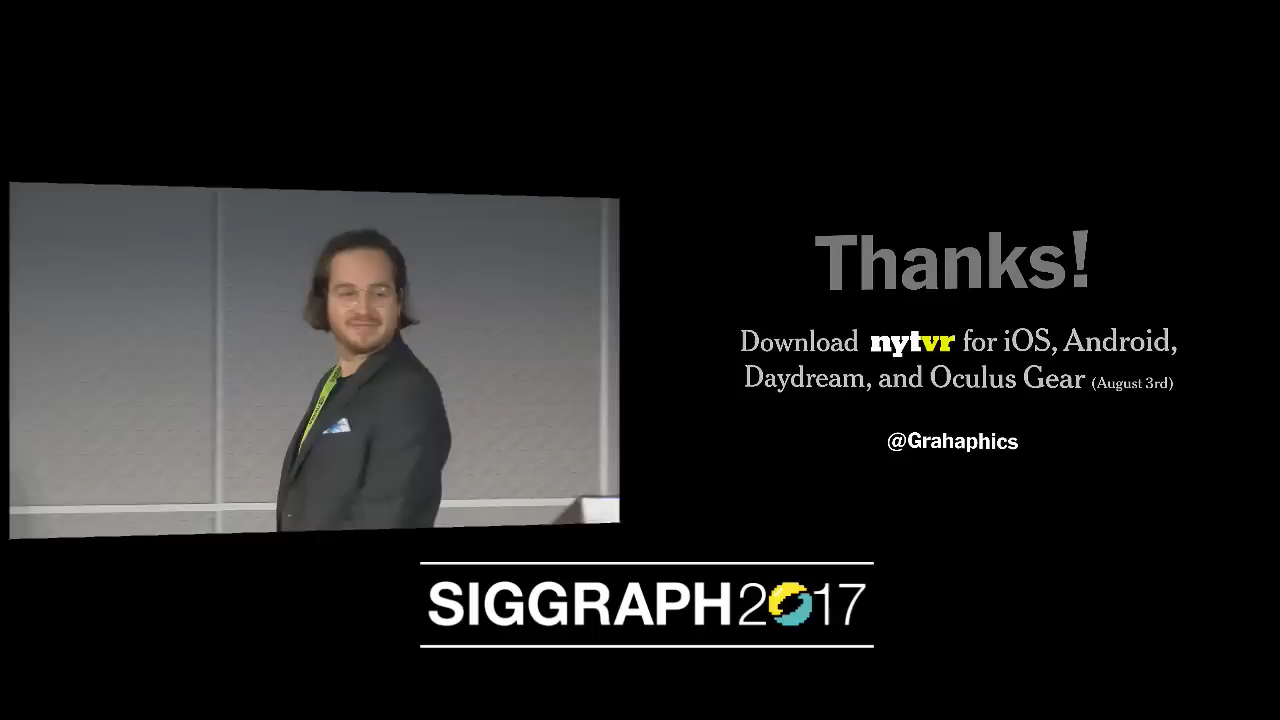 Thanks!
Download nytvr for iOS, Android,
Daydream, and Oculus Gear (August 3rd)
@Grahaphics
SIGGRAPH2017